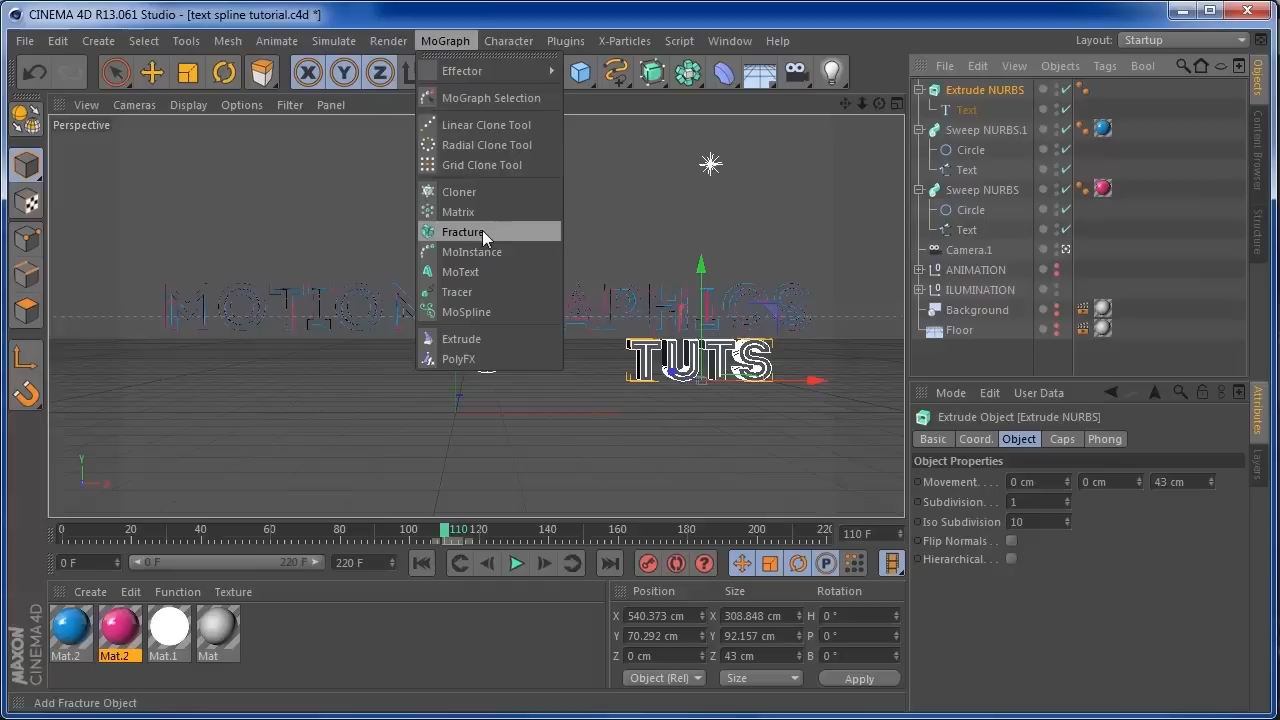 CINEMA 4D R13.061 Studio - [text spline tutorial.c4d *]
File Edit Create Select Tools Mesh Animate Simulate Render MoGraph Character Plugins X-Particles Script Window Help
Layout: Startup
X Y Z
View Cameras Display Options Filter Panel
Perspective
Effector
MoGraph Selection
Linear Clone Tool
Radial Clone Tool
Grid Clone Tool
Cloner
Matrix
Fracture
MoInstance
MoText
Tracer
MoSpline
Extrude
PolyFX
MOTION
TUTS
Y
X
File Edit View Objects Tags Bool
Extrude NURBS
Text
Sweep NURBS.1
Circle
Text
Sweep NURBS
Circle
Text
Camera.1
ANIMATION
ILUMINATION
Background
Floor
Objects
Content Browser
Structure
Mode Edit User Data
Extrude Object [Extrude NURBS]
Basic Coord. Object Caps Phong
Object Properties
Movement. . . . 0 cm 0 cm 43 cm
Subdivision. . . 1
Iso Subdivision 10
Flip Normals. .
Hierarchical. . .
Attributes
Layers
0 20 40 60 80 100 110 120 140 160 180 200 220
110 F
0 F 0 F 220 F 220 F
Create Edit Function Texture
Mat.2 Mat.2 Mat.1 Mat
MAXON
CINEMA 4D
Position Size Rotation
X 540.373 cm X 308.848 cm H 0 °
Y 70.292 cm Y 92.157 cm P 0 °
Z 0 cm Z 43 cm B 0 °
Object (Rel) Size Apply
Add Fracture Object